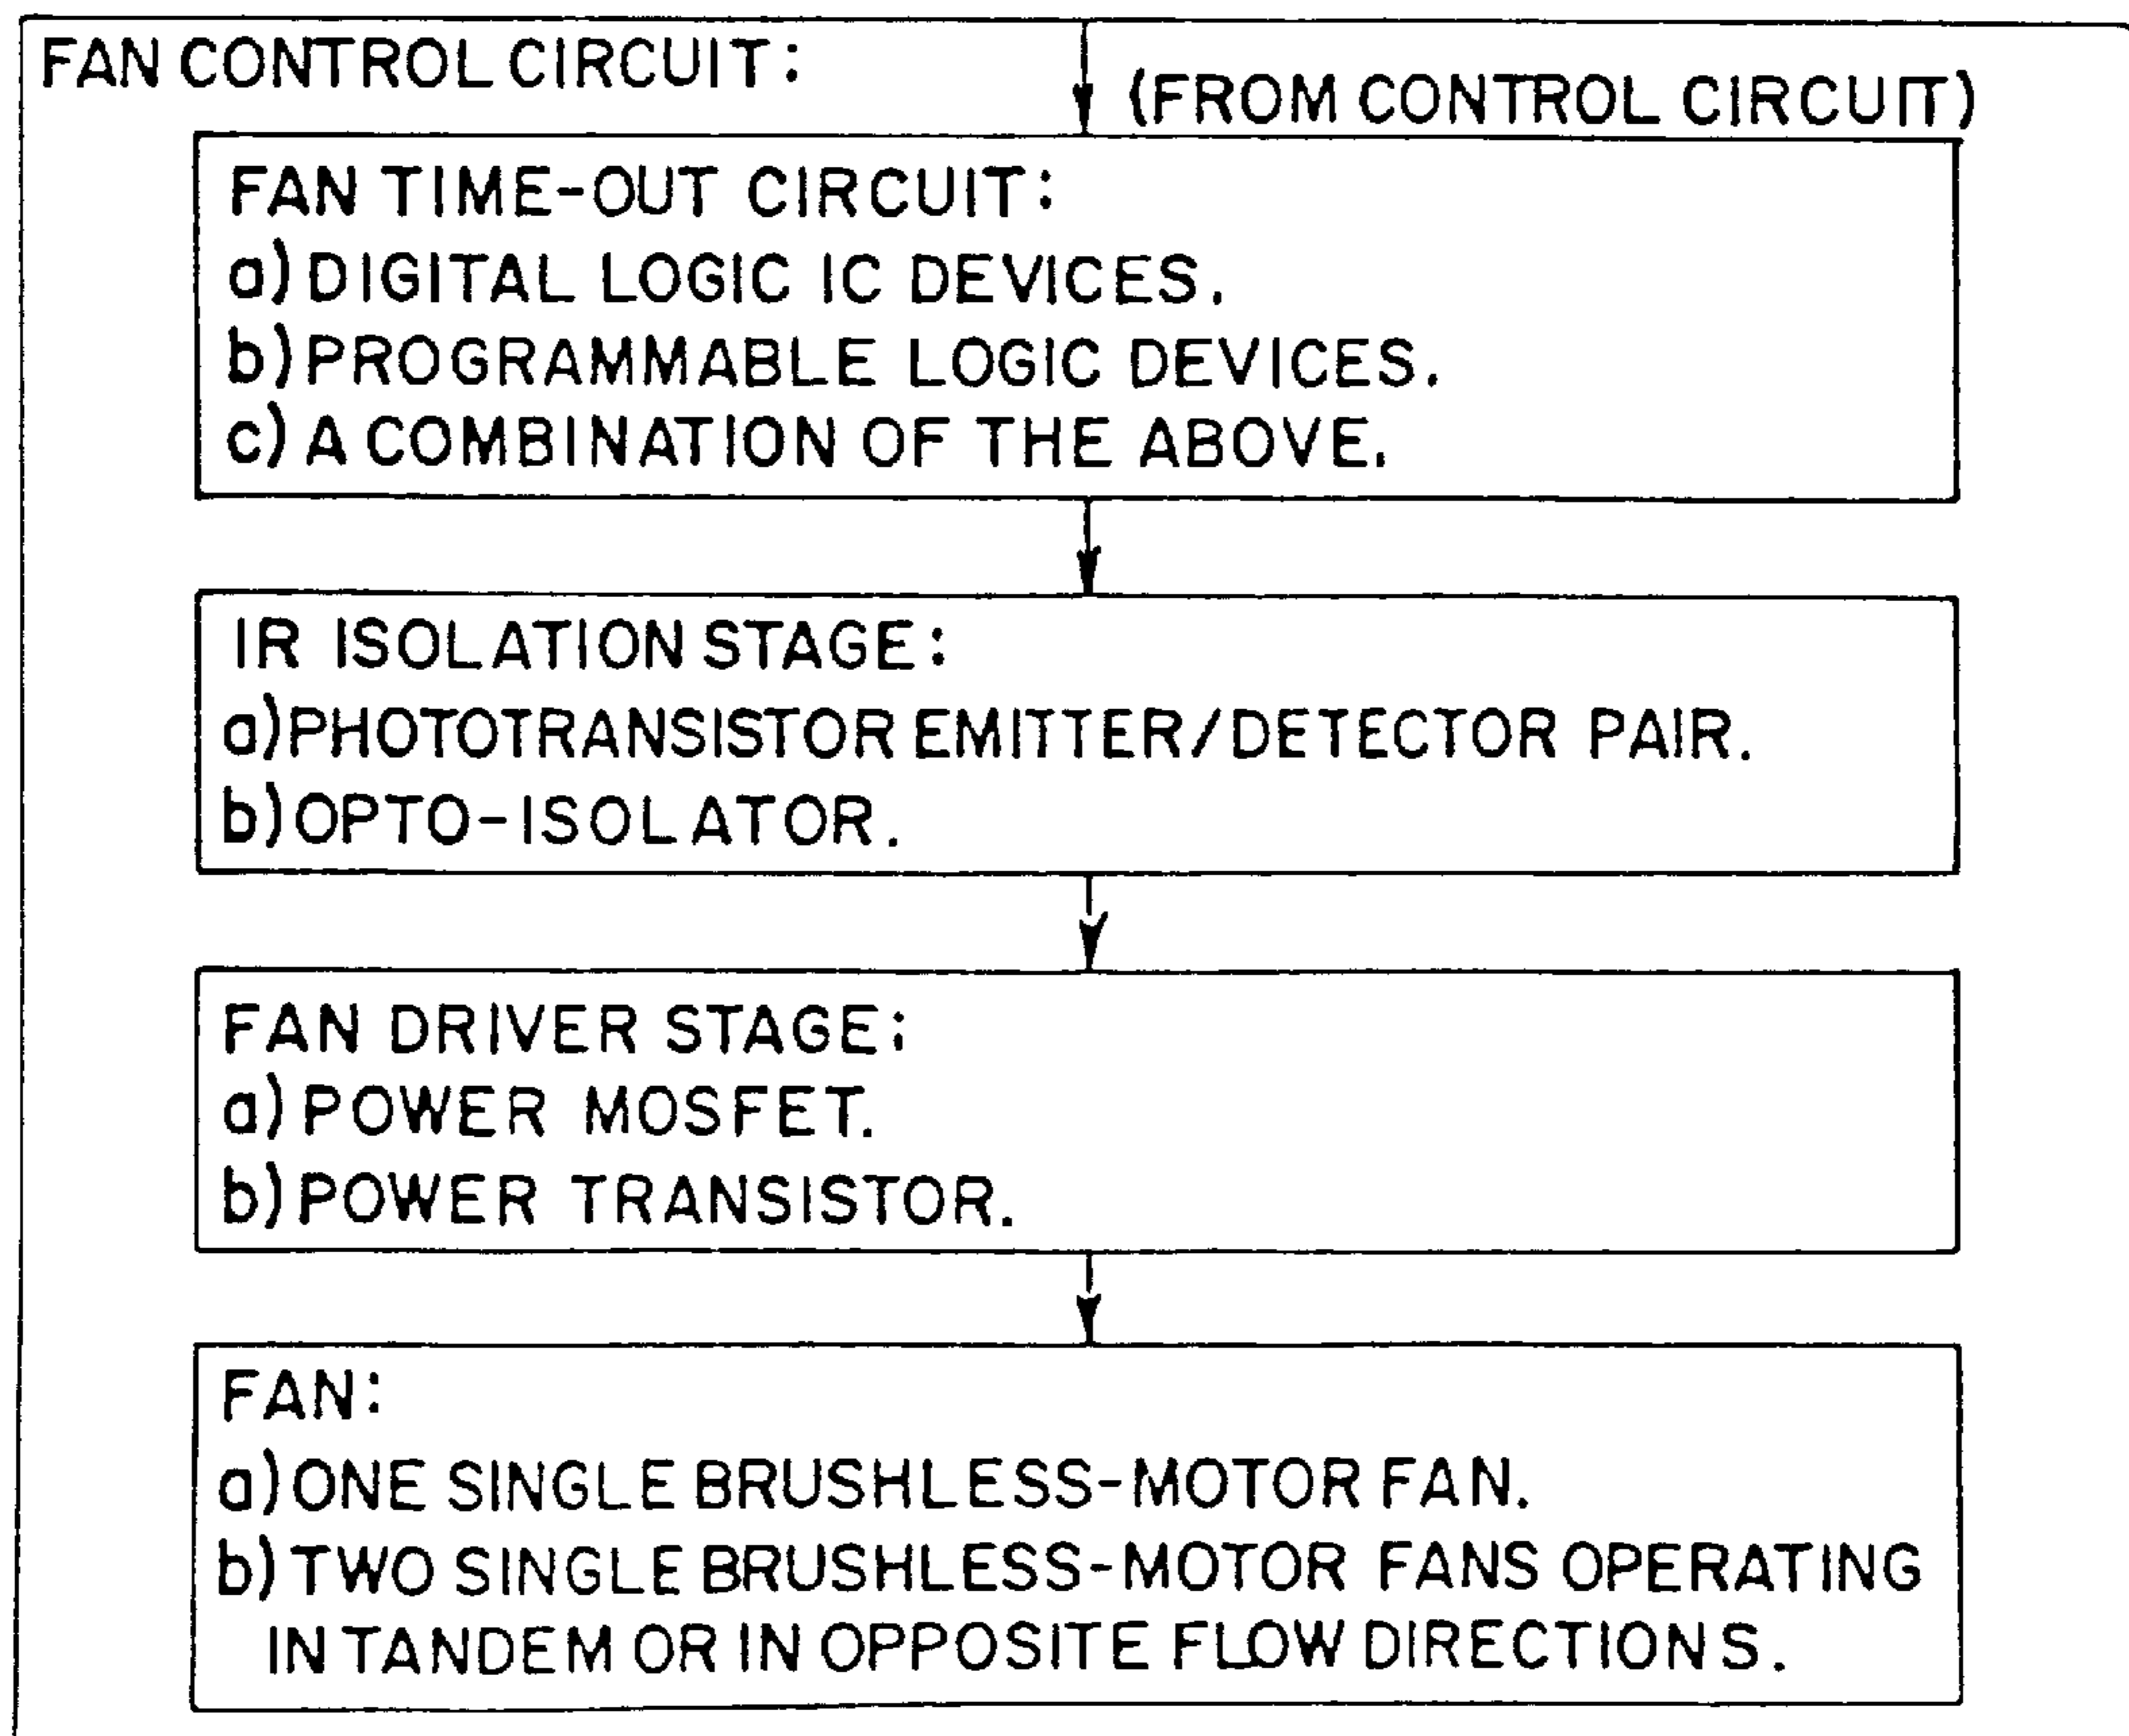 FAN CONTROL CIRCUIT:
(FROM CONTROL CIRCUIT)
FAN TIME-OUT CIRCUIT:
a) DIGITAL LOGIC IC DEVICES.
b) PROGRAMMABLE LOGIC DEVICES.
c) A COMBINATION OF THE ABOVE.
IR ISOLATION STAGE:
a) PHOTOTRANSISTOR EMITTER/DETECTOR PAIR.
b) OPTO-ISOLATOR.
FAN DRIVER STAGE:
a) POWER MOSFET.
b) POWER TRANSISTOR.
FAN:
a) ONE SINGLE BRUSHLESS-MOTOR FAN.
b) TWO SINGLE BRUSHLESS-MOTOR FANS OPERATING
IN TANDEM OR IN OPPOSITE FLOW DIRECTIONS.